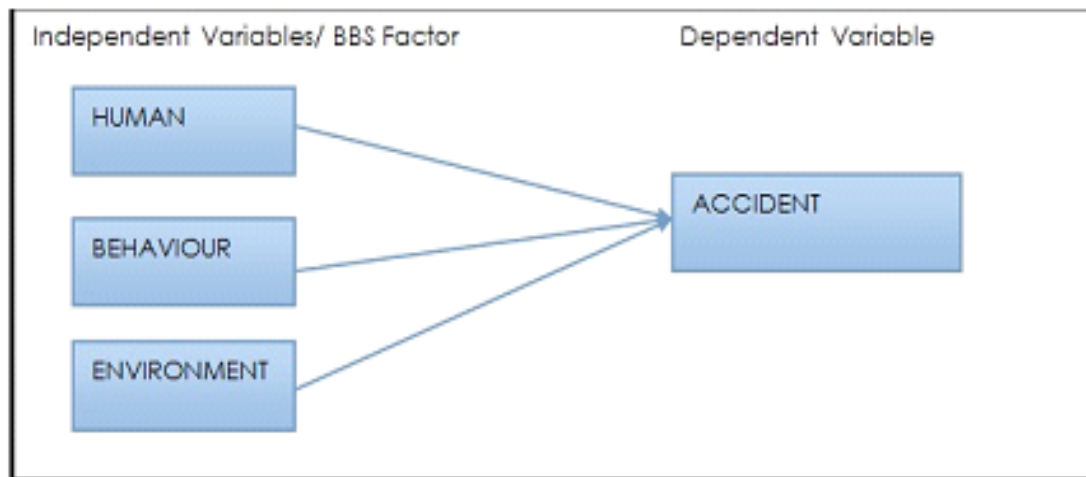 Independent Variables/ BBS Factor
Dependent Variable
HUMAN
ACCIDENT
BEHAVIOUR
ENVIRONMENT